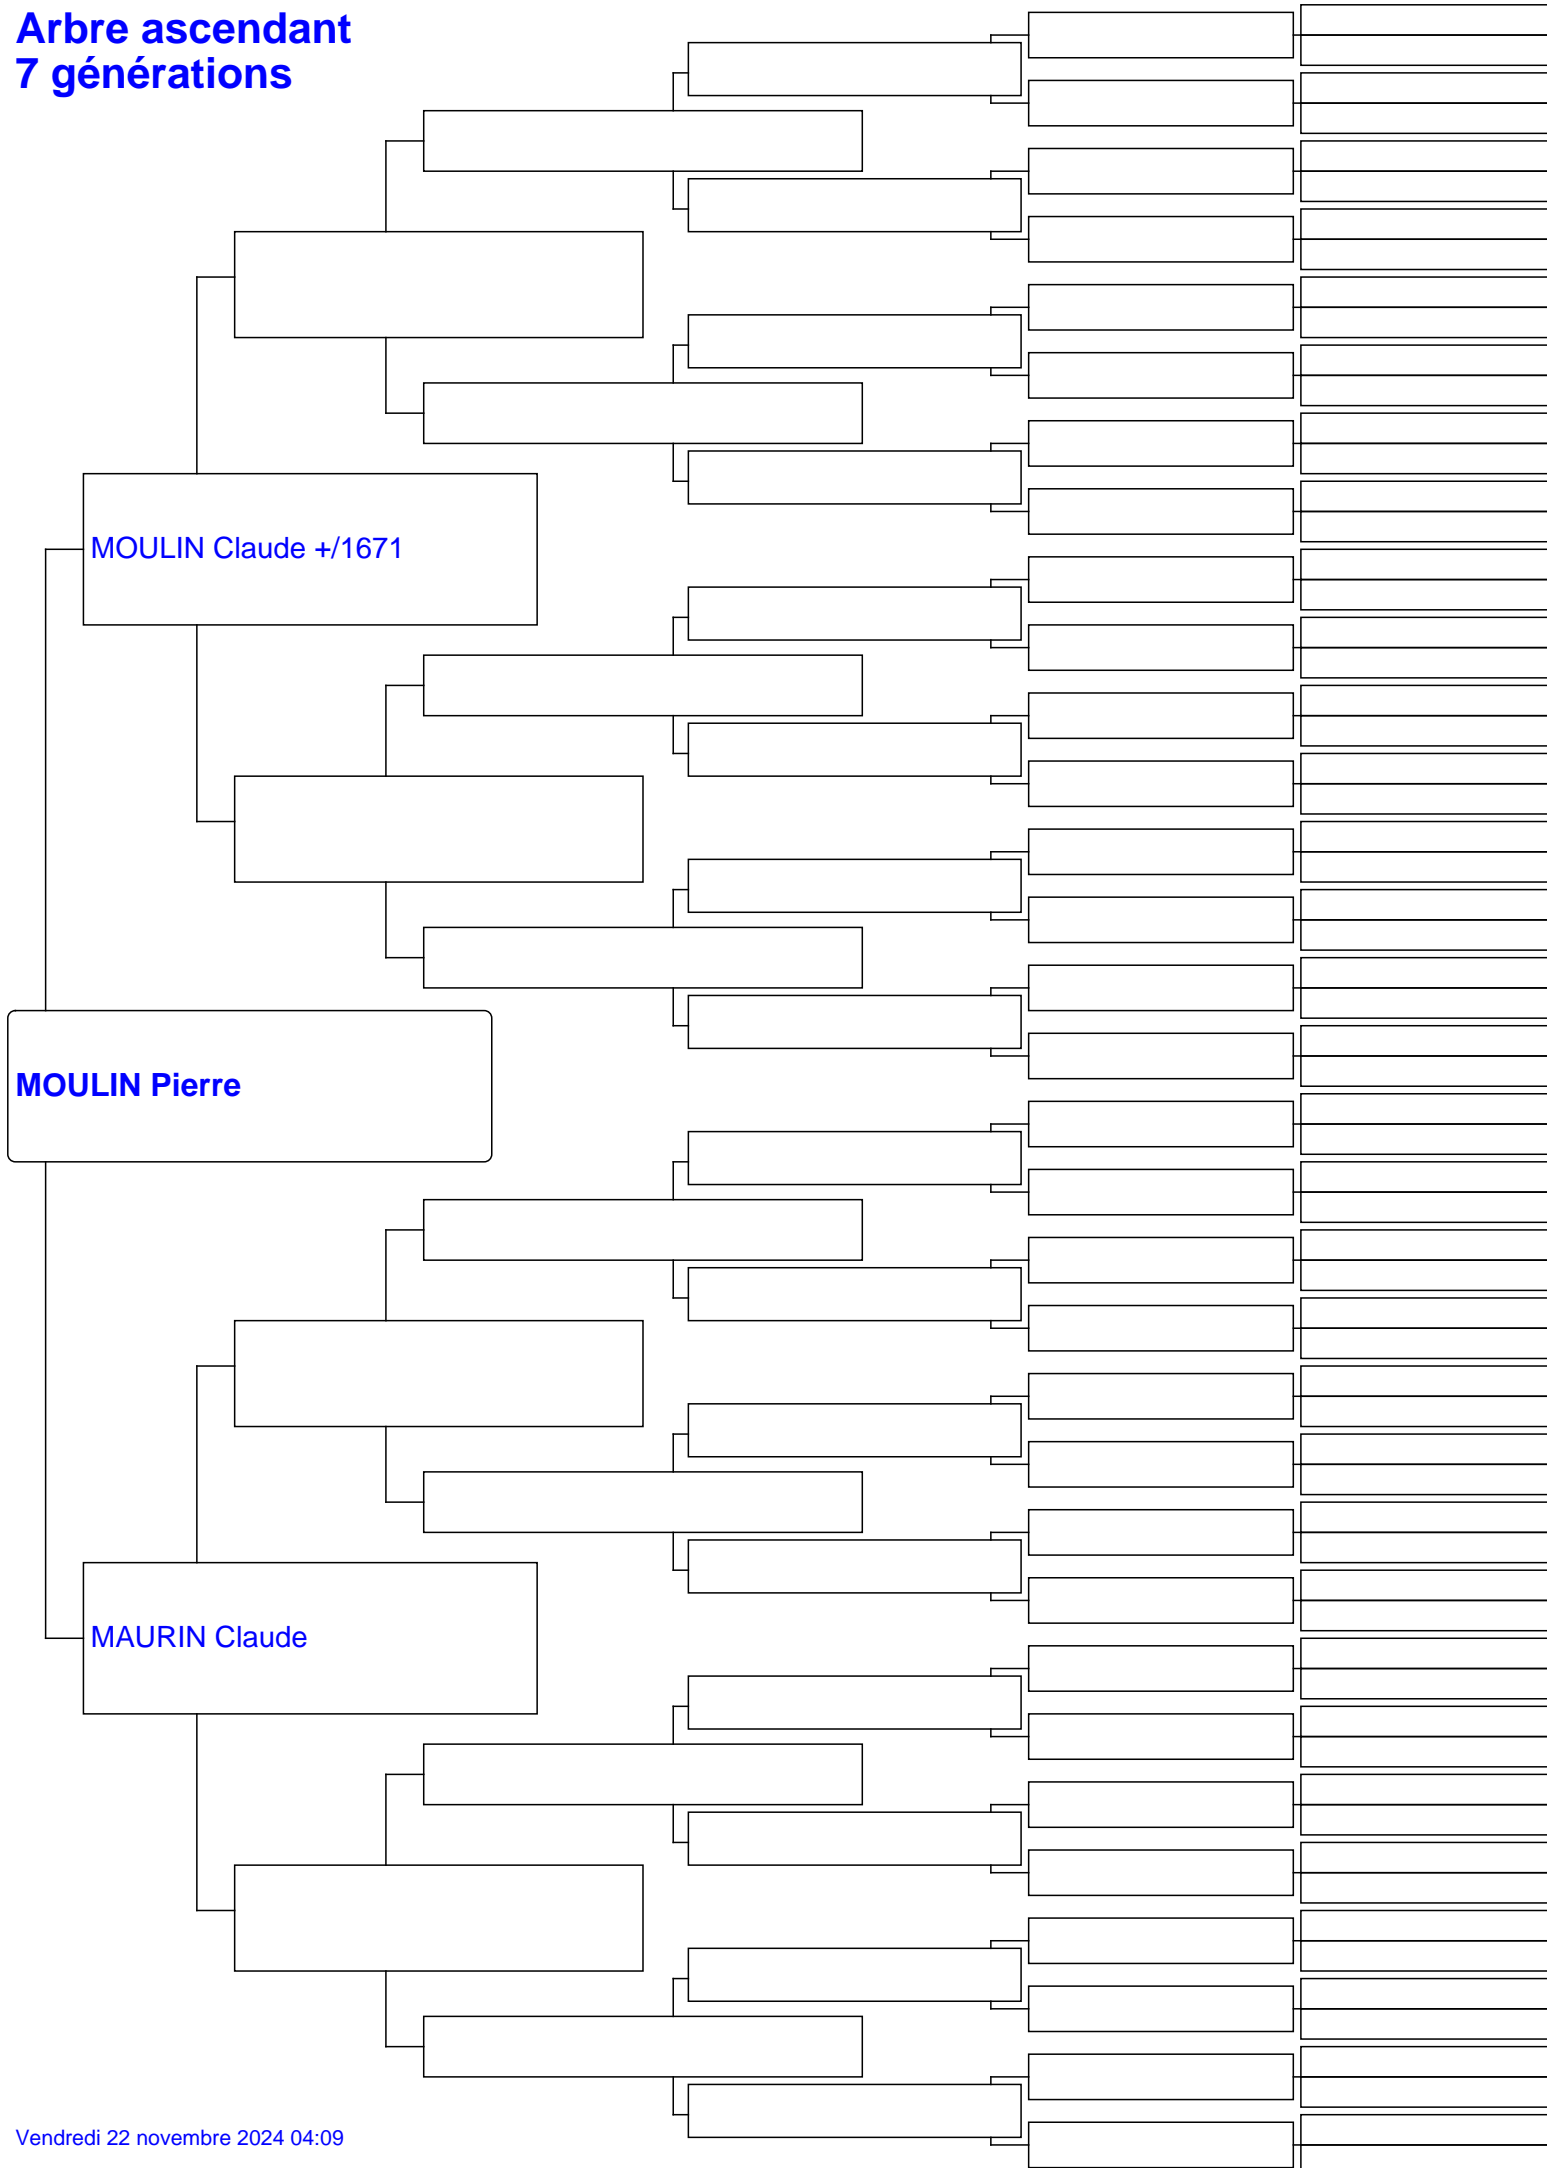 Arbre ascendant
7 générations
MOULIN Claude +/1671
MOULIN Pierre
MAURIN Claude
Vendredi 22 novembre 2024 04:09